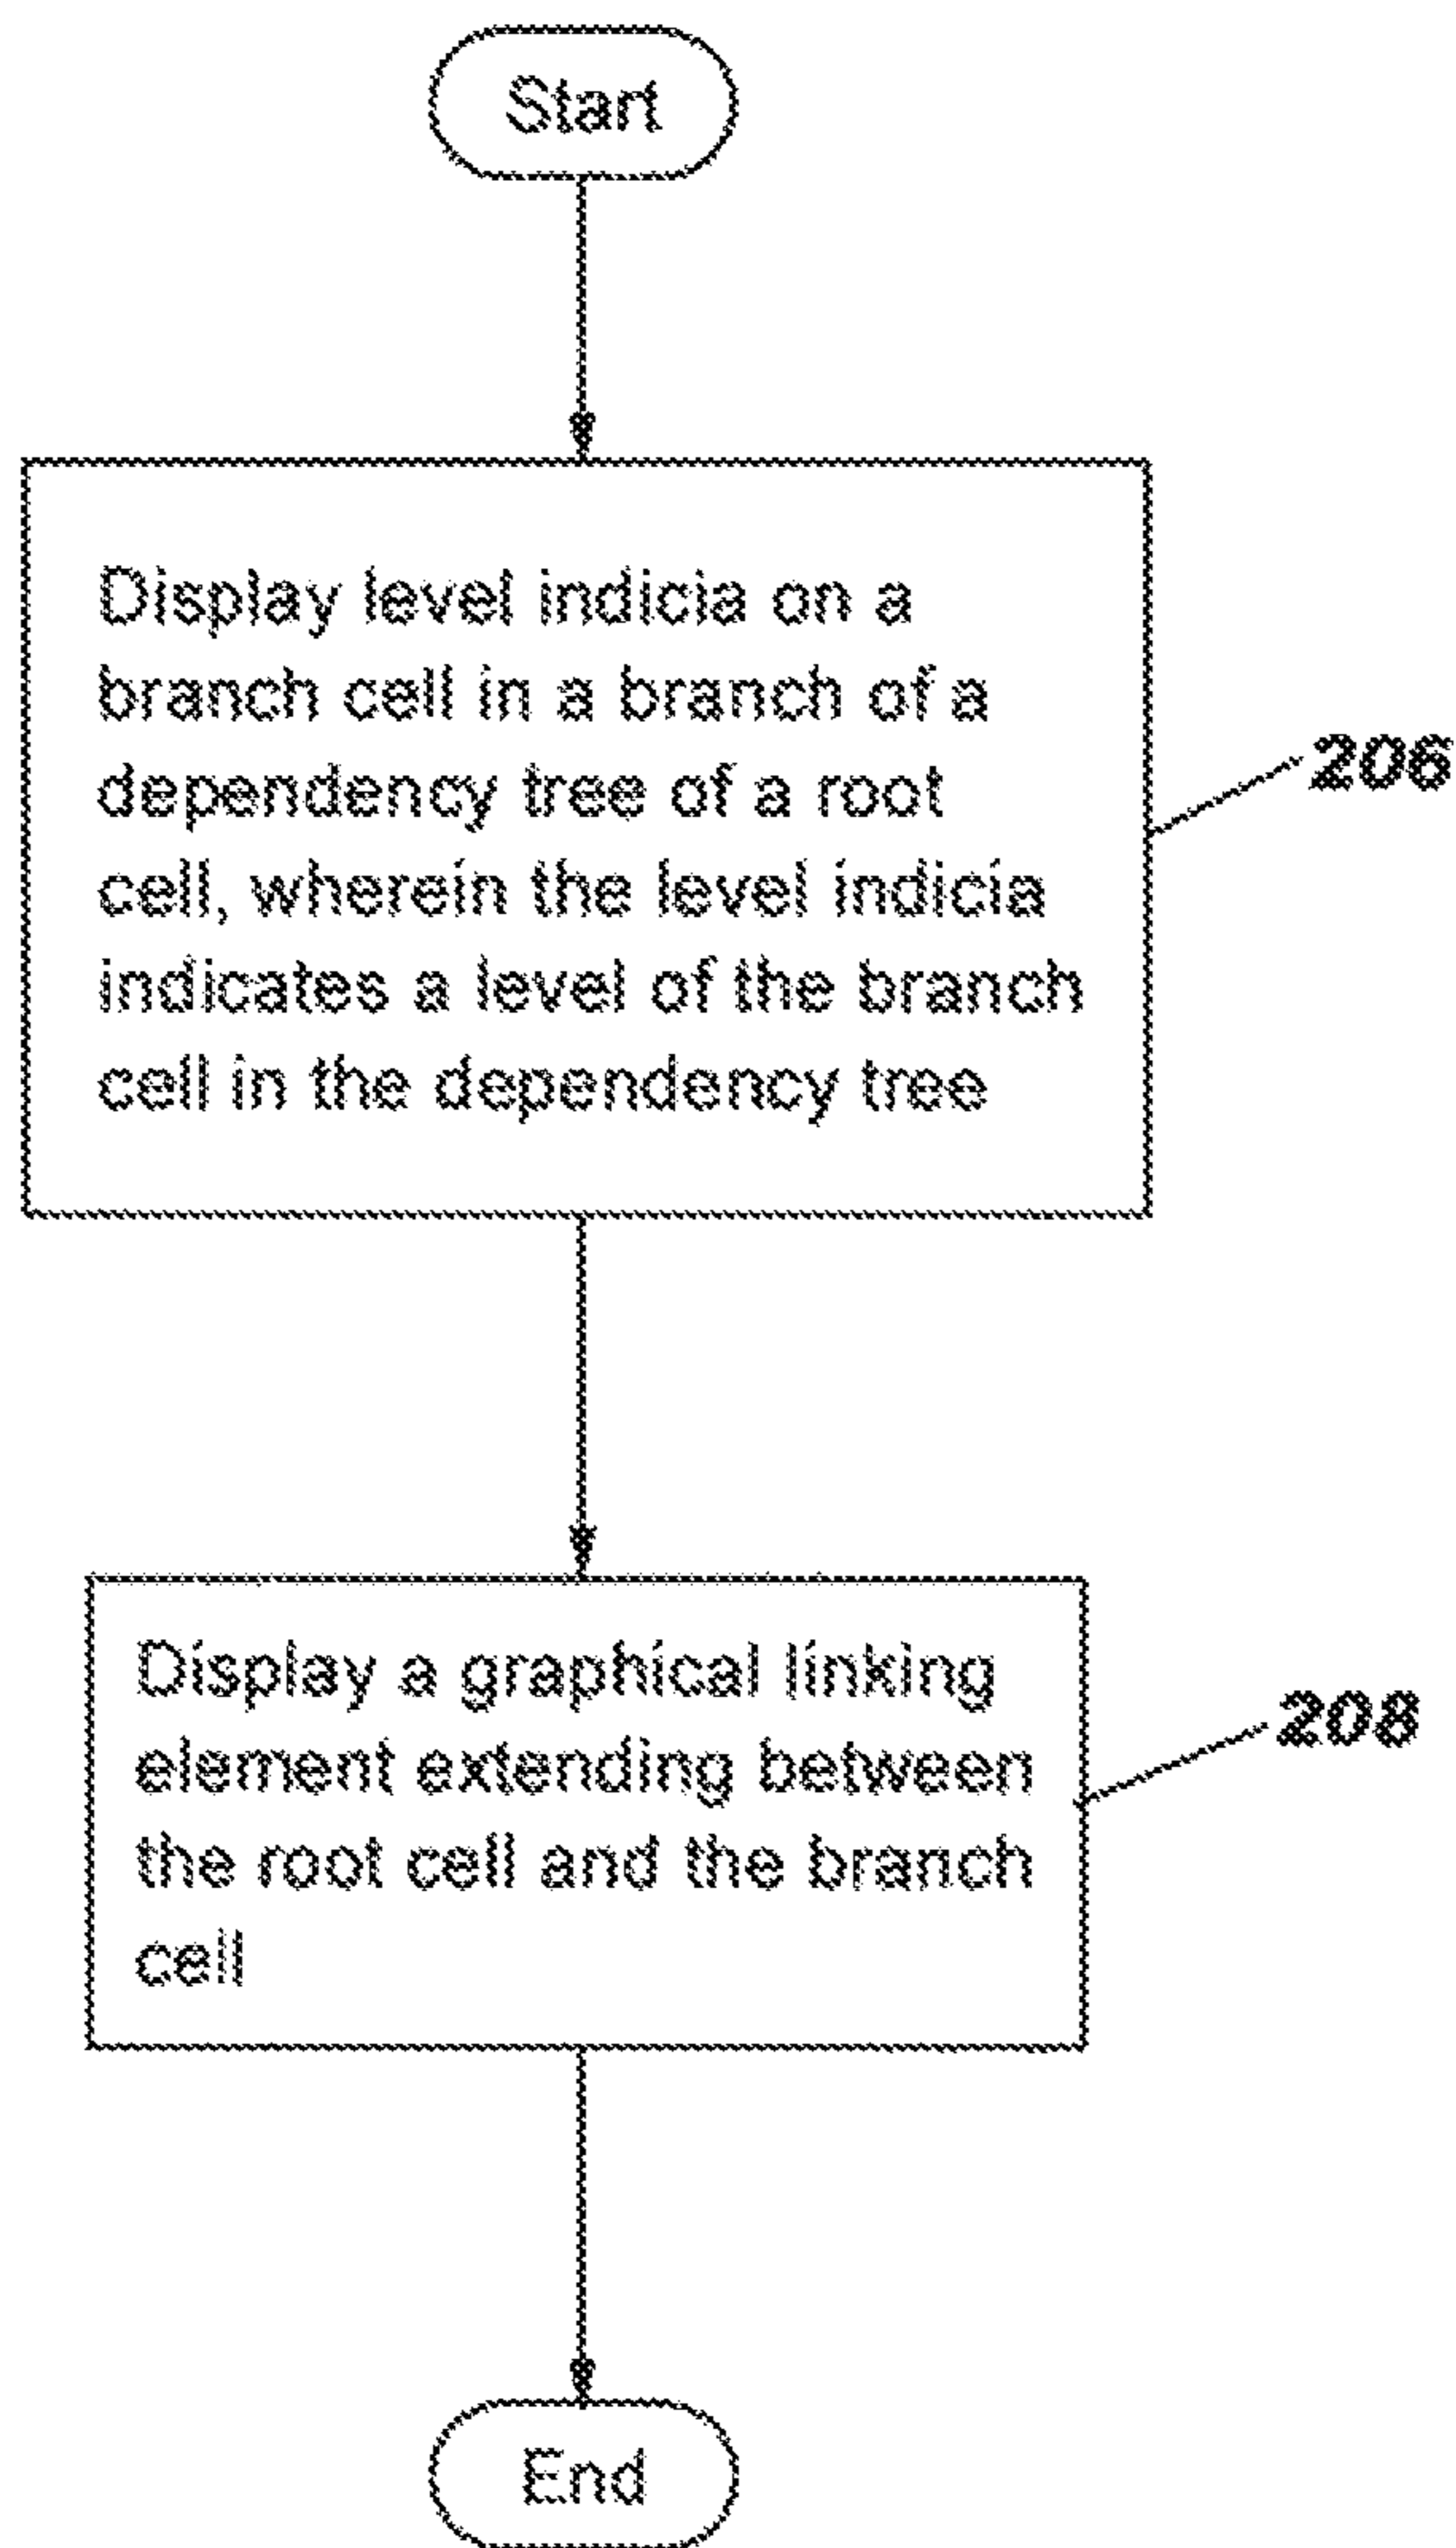 Start
Display level indicia on a
branch cell in a branch of a
dependency tree of a root
cell, wherein the level indicia
indicates a level of the branch
cell in the dependency tree
206
Display a graphical linking
element extending between
the root cell and the branch
cell
208
End